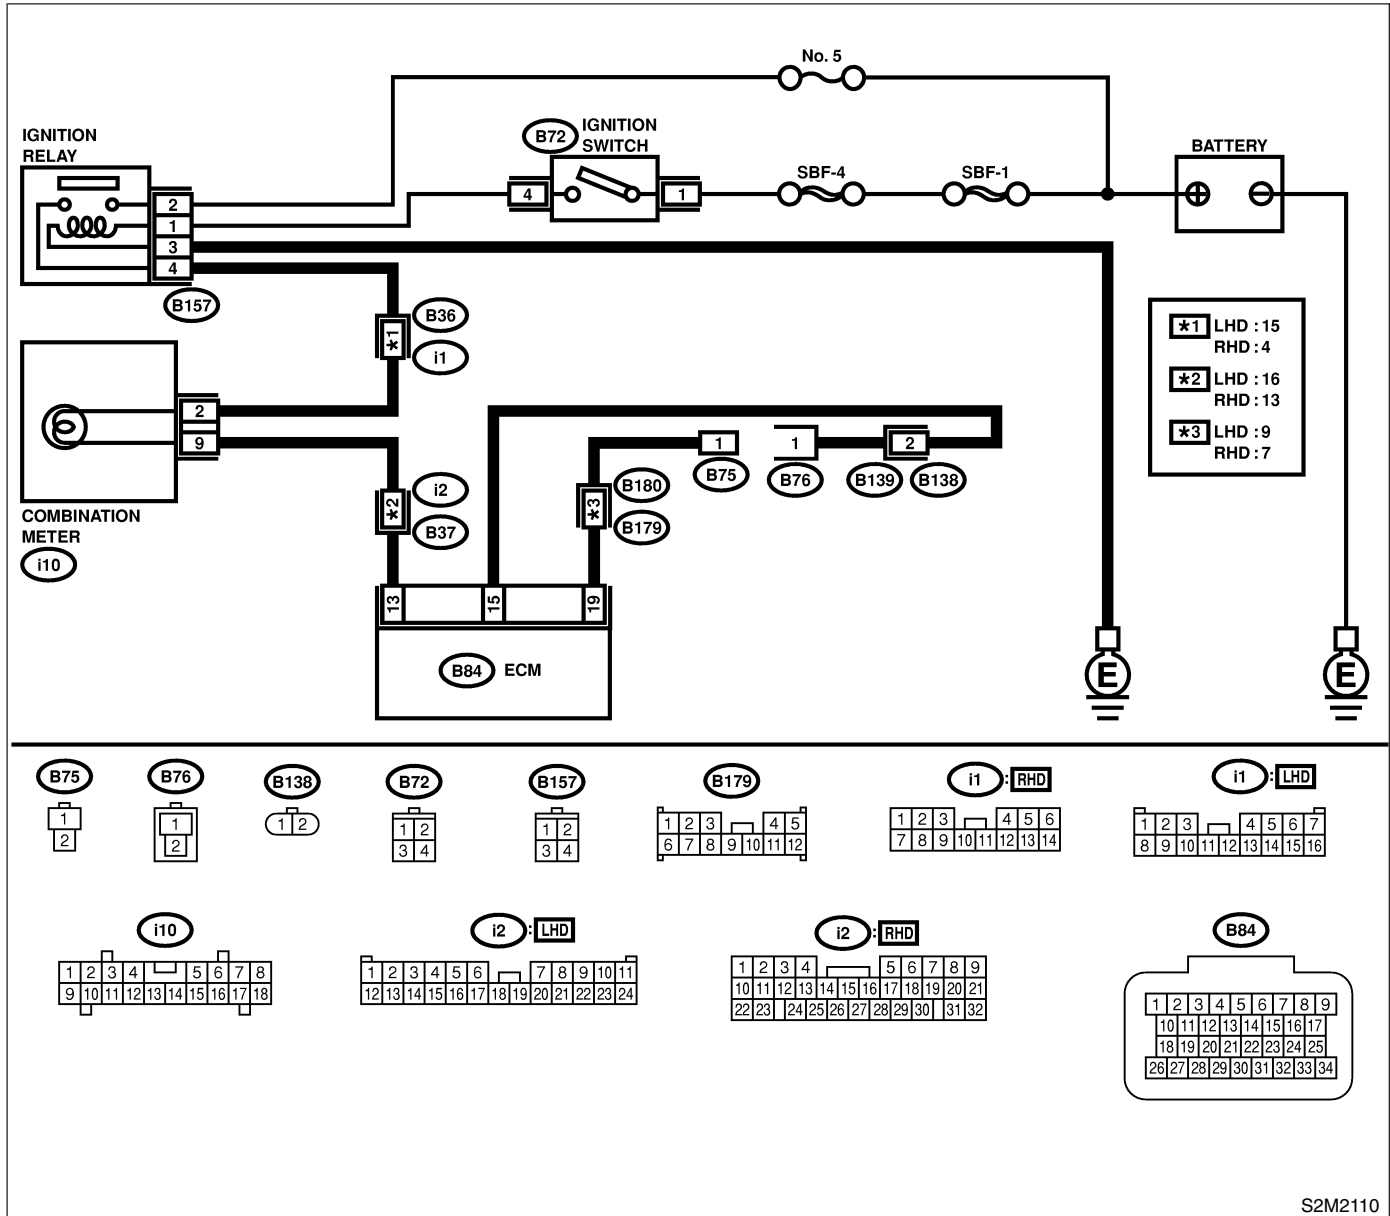 No. 5
IGNITION
RELAY
B72
IGNITION
SWITCH
SBF-4
SBF-1
BATTERY
4
1
2
1
3
4
B157
*1
B36
i1
*1 LHD : 15
RHD : 4
*2 LHD : 16
RHD : 13
*3 LHD : 9
RHD : 7
2
9
1
1
2
B75
B76
B139
B138
*2
i2
B37
*3
B180
B179
COMBINATION
METER
i10
13
15
19
B84
ECM
E
E
B75
1
2
B76
1
2
B138
1 2
B72
1 2
3 4
B157
1 2
3 4
B179
1 2 3 4 5
6 7 8 9 10 11 12
i1 : RHD
1 2 3 4 5 6
7 8 9 10 11 12 13 14
i1 : LHD
1 2 3 4 5 6 7
8 9 10 11 12 13 14 15 16
i10
1 2 3 4 5 6 7 8
9 10 11 12 13 14 15 16 17 18
i2 : LHD
1 2 3 4 5 6 7 8 9 10 11
12 13 14 15 16 17 18 19 20 21 22 23 24
i2 : RHD
1 2 3 4 5 6 7 8 9
10 11 12 13 14 15 16 17 18 19 20 21
22 23 24 25 26 27 28 29 30 31 32
B84
1 2 3 4 5 6 7 8 9
10 11 12 13 14 15 16 17
18 19 20 21 22 23 24 25
26 27 28 29 30 31 32 33 34
S2M2110